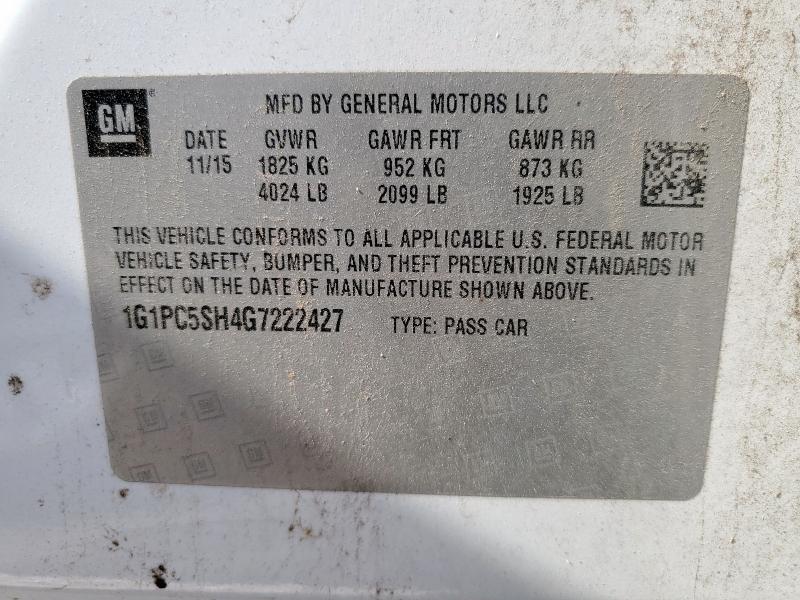 GM
MFD BY GENERAL MOTORS LLC
DATE GVWR GAWR FRT GAWR RR
11/15 1825 KG 952 KG 873 KG
4024 LB 2099 LB 1925 LB
THIS VEHICLE CONFORMS TO ALL APPLICABLE U.S. FEDERAL MOTOR
VEHICLE SAFETY, BUMPER, AND THEFT PREVENTION STANDARDS IN
EFFECT ON THE DATE OF MANUFACTURE SHOWN ABOVE.
1G1PC5SH4G7222427 TYPE: PASS CAR